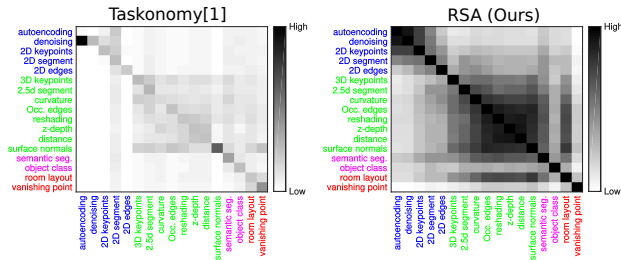 Taskonomy[1]
autoencoding
denoising
2D keypoints
2D segment
2D edges
3D keypoints
2.5d segment
curvature
Occ. edges
reshading
z-depth
distance
surface normals
semantic seg.
object class
room layout
vanishing point
autoencoding
denoising
2D keypoints
2D segment
2D edges
3D keypoints
2.5d segment
curvature
Occ. edges
reshading
z-depth
distance
surface normals
semantic seg.
object class
room layout
vanishing point
High
Low
RSA (Ours)
autoencoding
denoising
2D keypoints
2D segment
2D edges
3D keypoints
2.5d segment
curvature
Occ. edges
reshading
z-depth
distance
surface normals
semantic seg.
object class
room layout
vanishing point
autoencoding
denoising
2D keypoints
2D segment
2D edges
3D keypoints
2.5d segment
curvature
Occ. edges
reshading
z-depth
distance
surface normals
semantic seg.
object class
room layout
vanishing point
High
Low